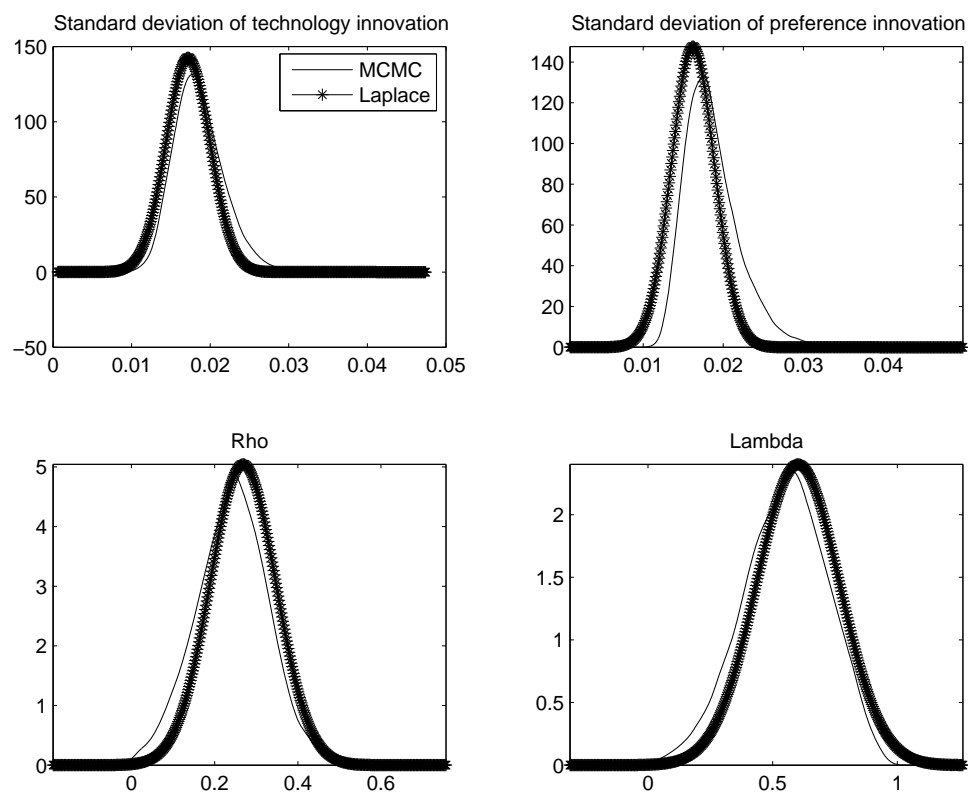 Standard deviation of technology innovation
150
100
50
0
−50
0 0.01 0.02 0.03 0.04 0.05
MCMC
Laplace
Standard deviation of preference innovation
140
120
100
80
60
40
20
0
0.01 0.02 0.03 0.04
Rho
5
4
3
2
1
0
0 0.2 0.4 0.6
Lambda
2
1.5
1
0.5
0
0 0.5 1